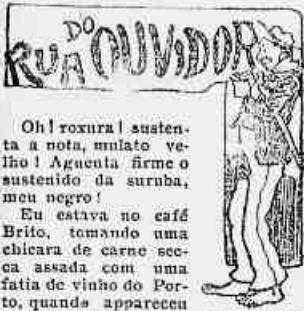 RUA DO OUVIDOR
Oh! roxura! susten-
ta a nota, mulato ve-
lho! Aguenta firme o
sustenido da suruba,
meu negro!
Eu estava no café
Brito, tomando uma
chicara de carne sec-
ca assada com uma
fatia de vinho do Por-
to, quando appareceu